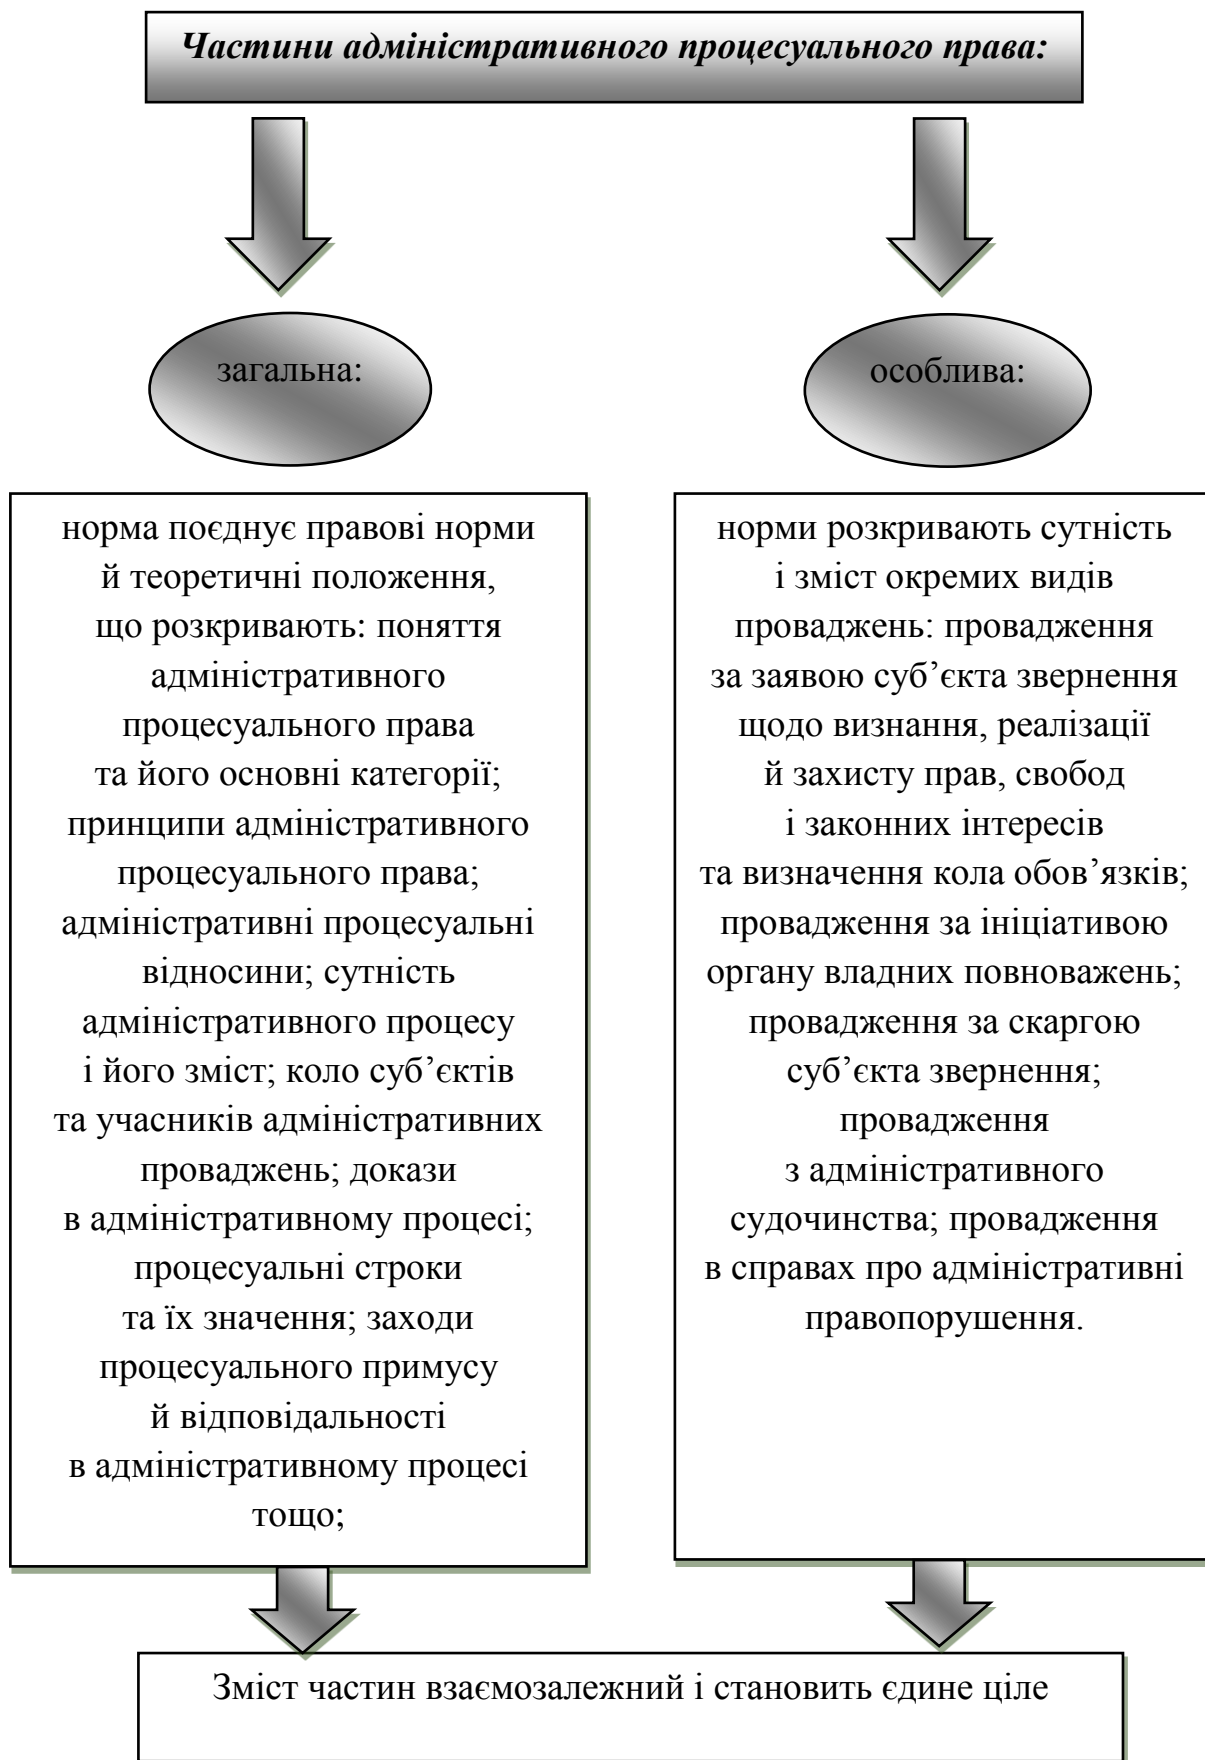 Частини адміністративного процесуального права:
загальна:
особлива:
норма поєднує правові норми
й теоретичні положення,
що розкривають: поняття
адміністративного
процесуального права
та його основні категорії;
принципи адміністративного
процесуального права;
адміністративні процесуальні
відносини; сутність
адміністративного процесу
і його зміст; коло суб’єктів
та учасників адміністративних
проваджень; докази
в адміністративному процесі;
процесуальні строки
та їх значення; заходи
процесуального примусу
й відповідальності
в адміністративному процесі
тощо;
норми розкривають сутність
і зміст окремих видів
проваджень: провадження
за заявою суб’єкта звернення
щодо визнання, реалізації
й захисту прав, свобод
і законних інтересів
та визначення кола обов’язків;
провадження за ініціативою
органу владних повноважень;
провадження за скаргою
суб’єкта звернення;
провадження
з адміністративного
судочинства; провадження
в справах про адміністративні
правопорушення.
Зміст частин взаємозалежний і становить єдине ціле